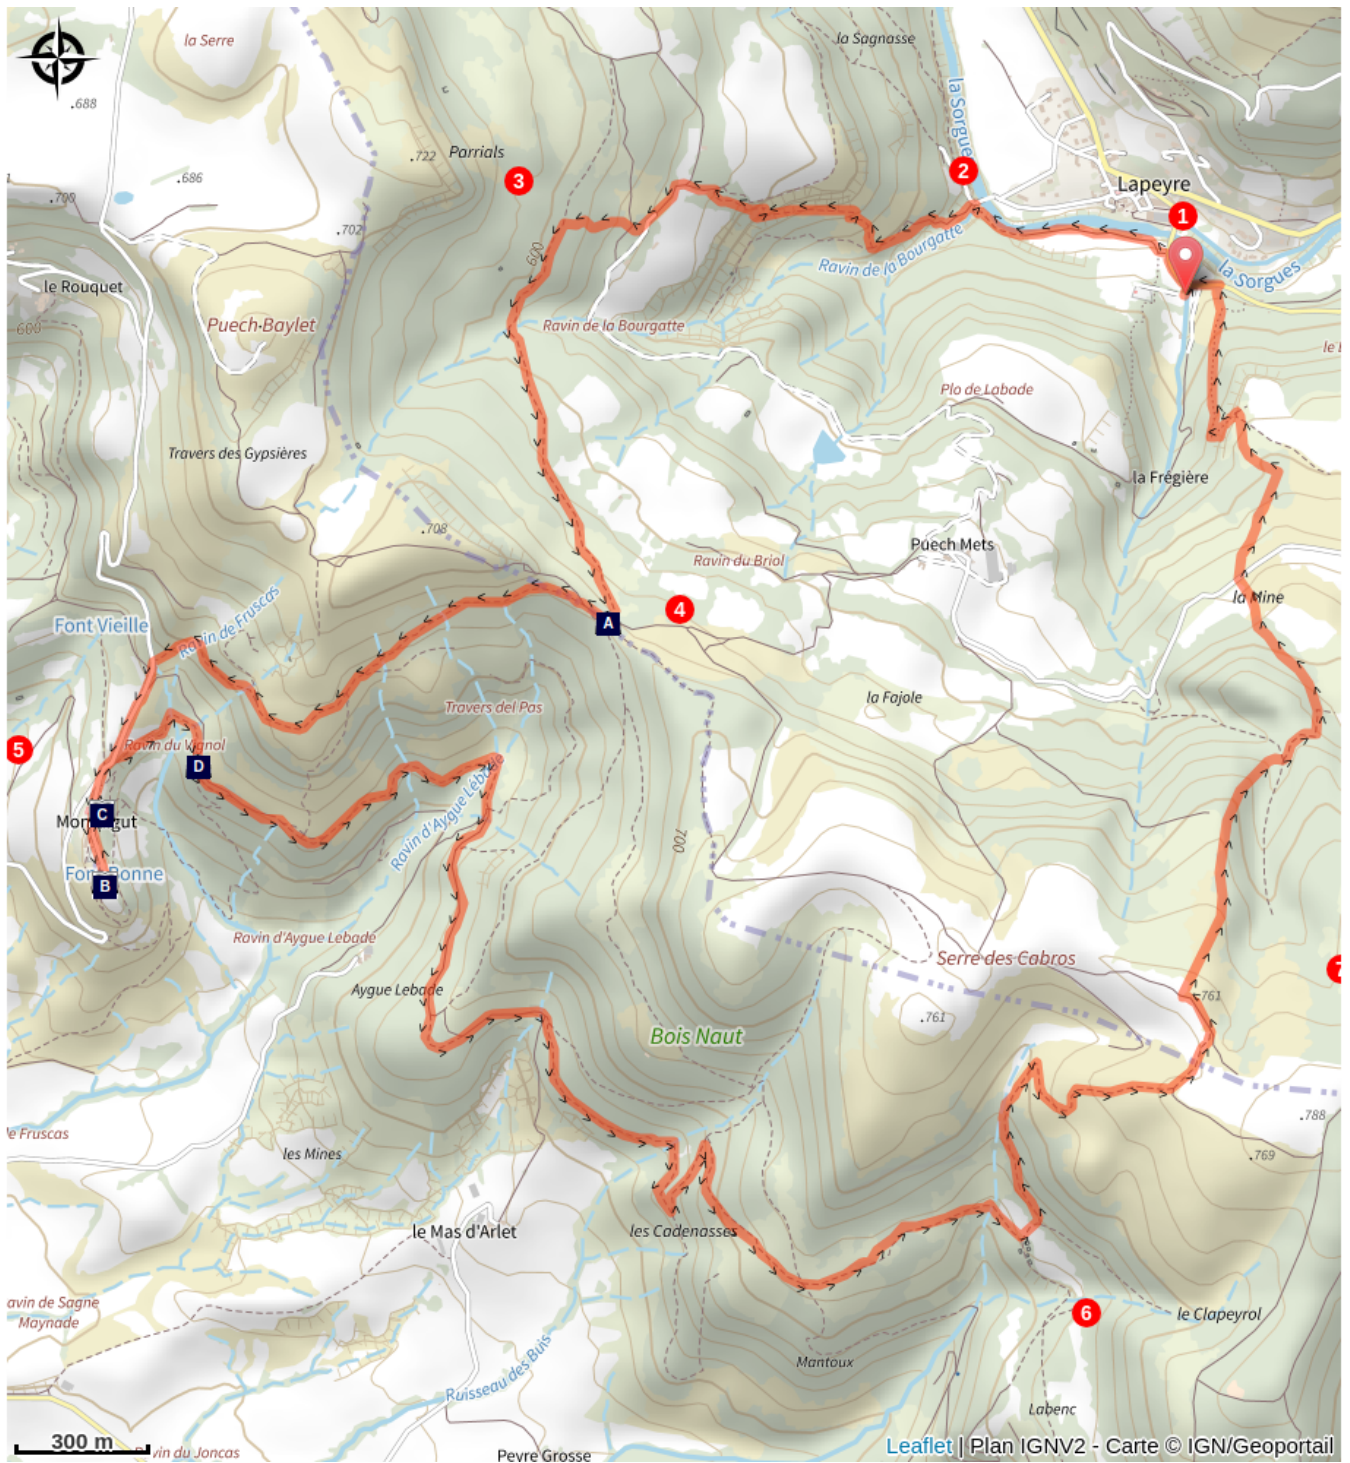 la Serre
la Sagnasse
.688
la Sorgue
Parrials
.722
3
2
.686
Lapeyre
1
.702
Ravin de la Bourgatte
la Sorgues
600
le Rouquet
Puech-Baylet
600
Ravin de la Bourgatte
Plo de Labade
Travers des Gypsières
la Frégière
.708
Puech Mets
Ravin du Briol
la Mine
Ravin de Fruscas
Font Vieille
A
4
la Fajole
Travers del Pas
5
Ravin du Vignol
D
C
Ravin d'Aygue Lebade
700
B
Ravin d'Aygue Lebade
Serre des Cabros
7
Aygue Lebade
761
.761
Bois Naut
.788
le Fruscas
les Mines
.769
le Mas d'Arlet
les Cadenasses
avin de Sagne
Maynade
6
le Clapeyrol
Mantoux
Ruisseau des Buis
Labenc
300 m
Peyre Grosse
Leaflet | Plan IGNV2 - Carte © IGN/Geoportail